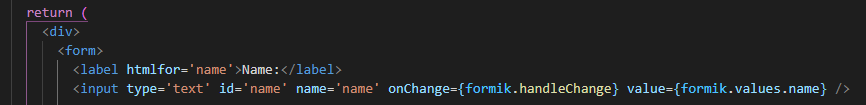 return (
<div>
<form>
<label htmlfor='name'>Name:</label>
<input type='text' id='name' name='name' onChange={formik.handleChange} value={formik.values.name} />